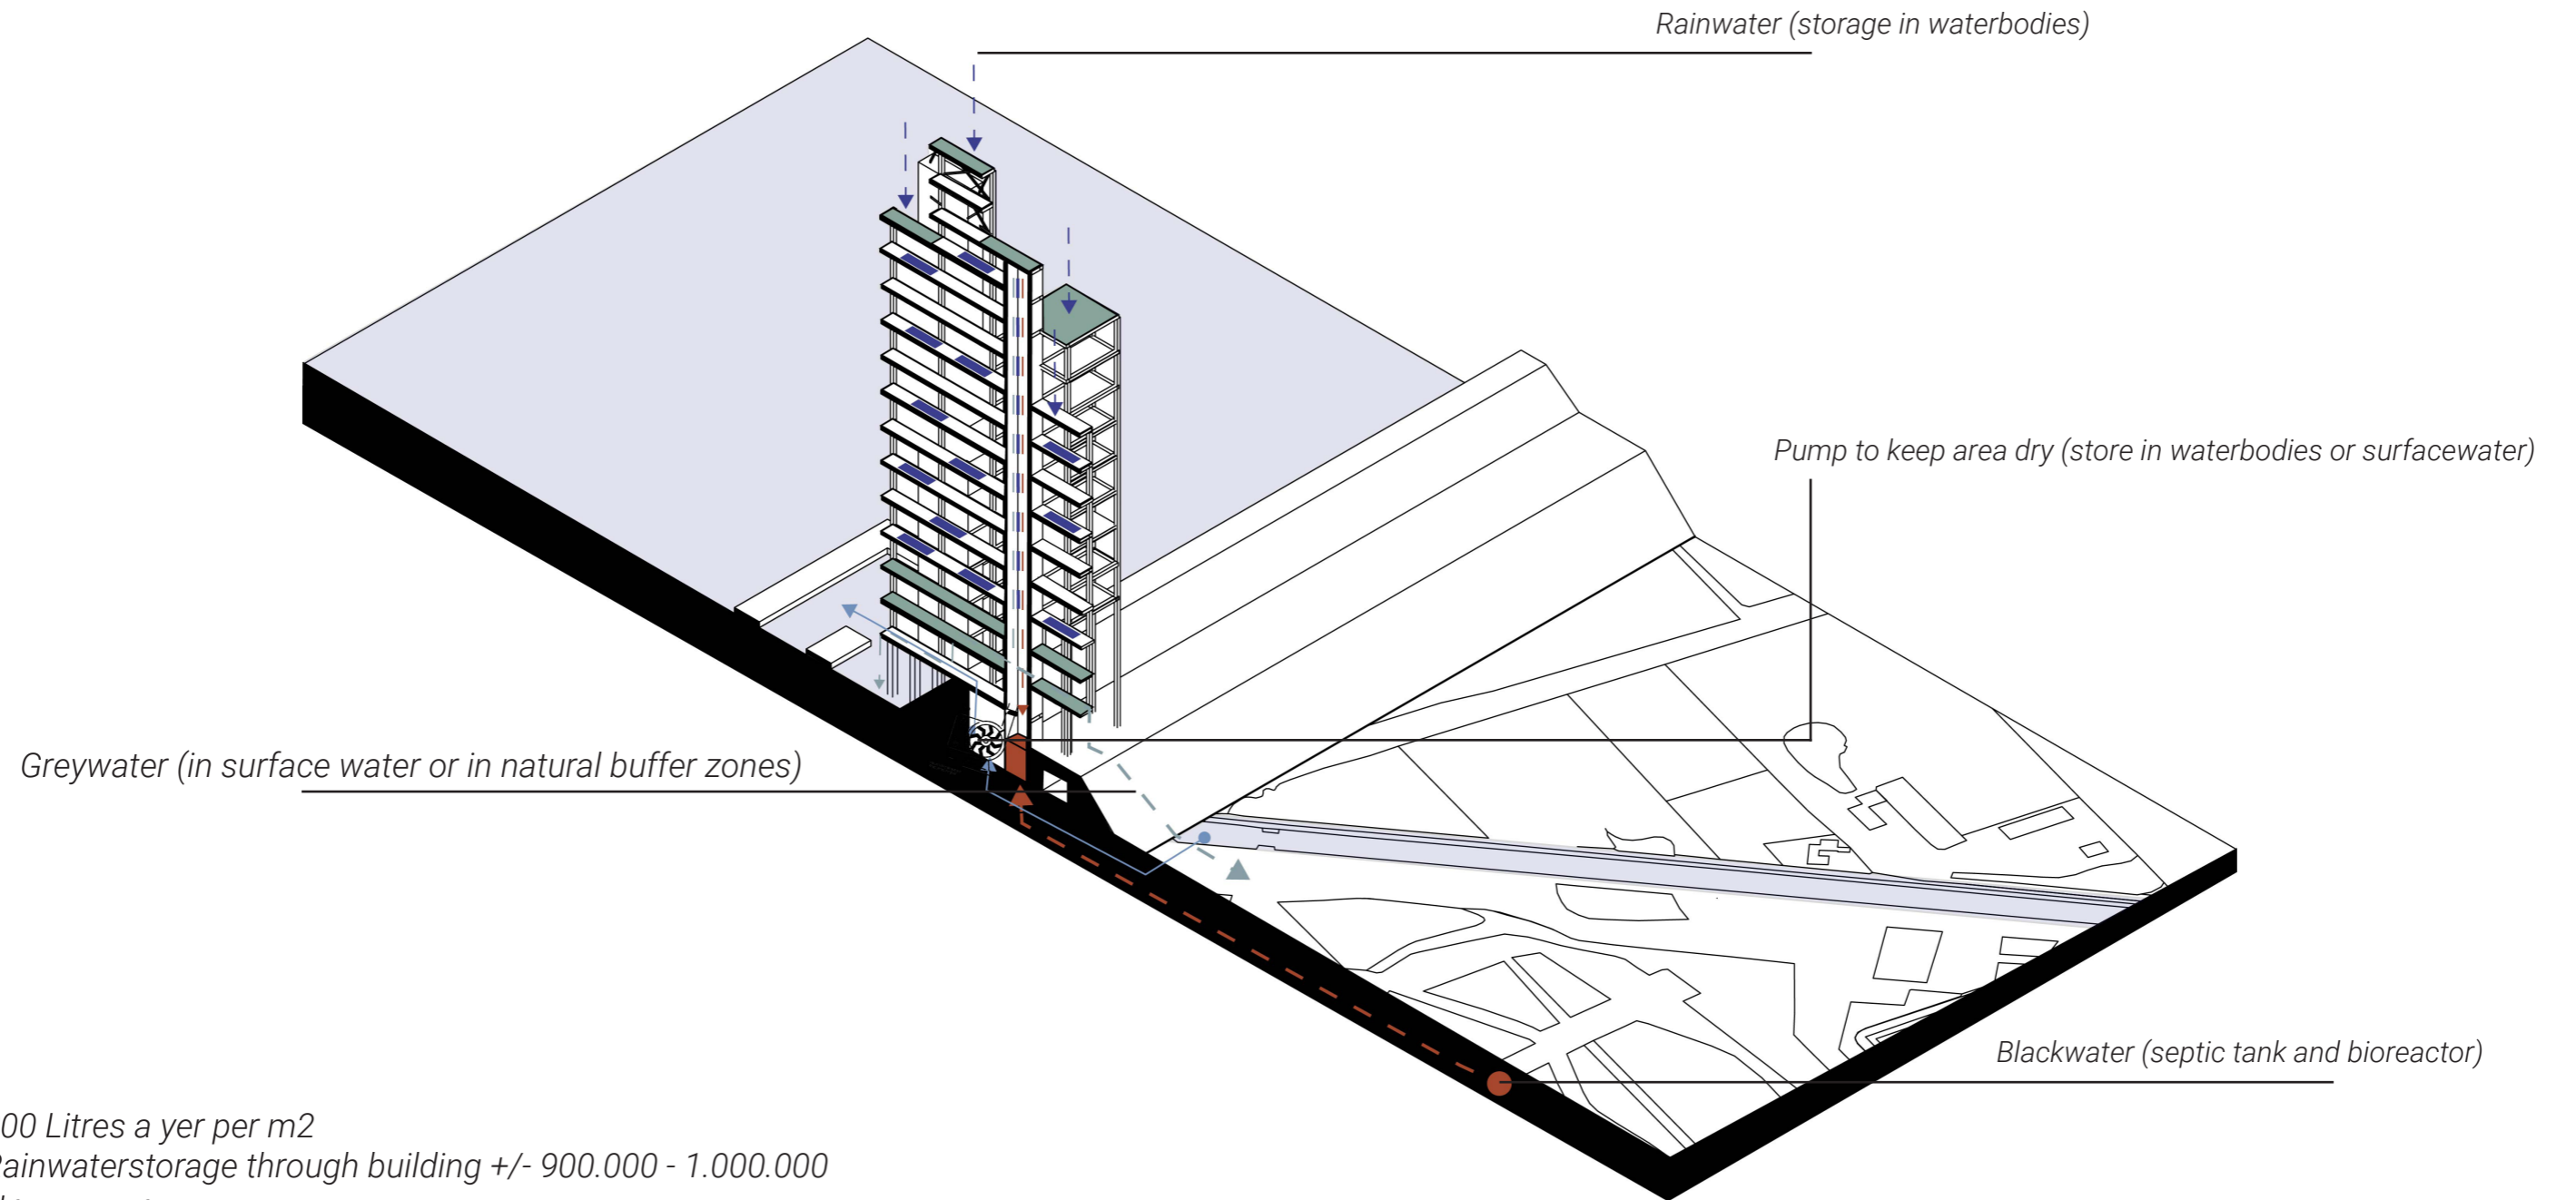 Rainwater (storage in waterbodies)
Pump to keep area dry (store in waterbodies or surfacewater)
Greywater (in surface water or in natural buffer zones)
Blackwater (septic tank and bioreactor)
00 Litres a yer per m2
ainwaterstorage through building +/- 900.000 - 1.000.000